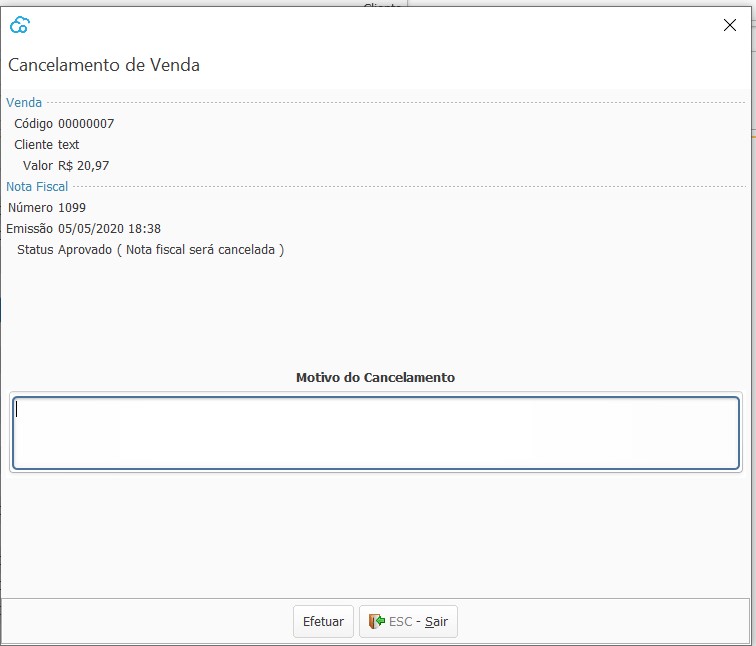 Cancelamento de Venda
Venda
Código 00000007
Cliente text
Valor R$ 20,97
Nota Fiscal
Número 1099
Emissão 05/05/2020 18:38
Status Aprovado ( Nota fiscal será cancelada )
Motivo do Cancelamento
Efetuar
ESC - Sair